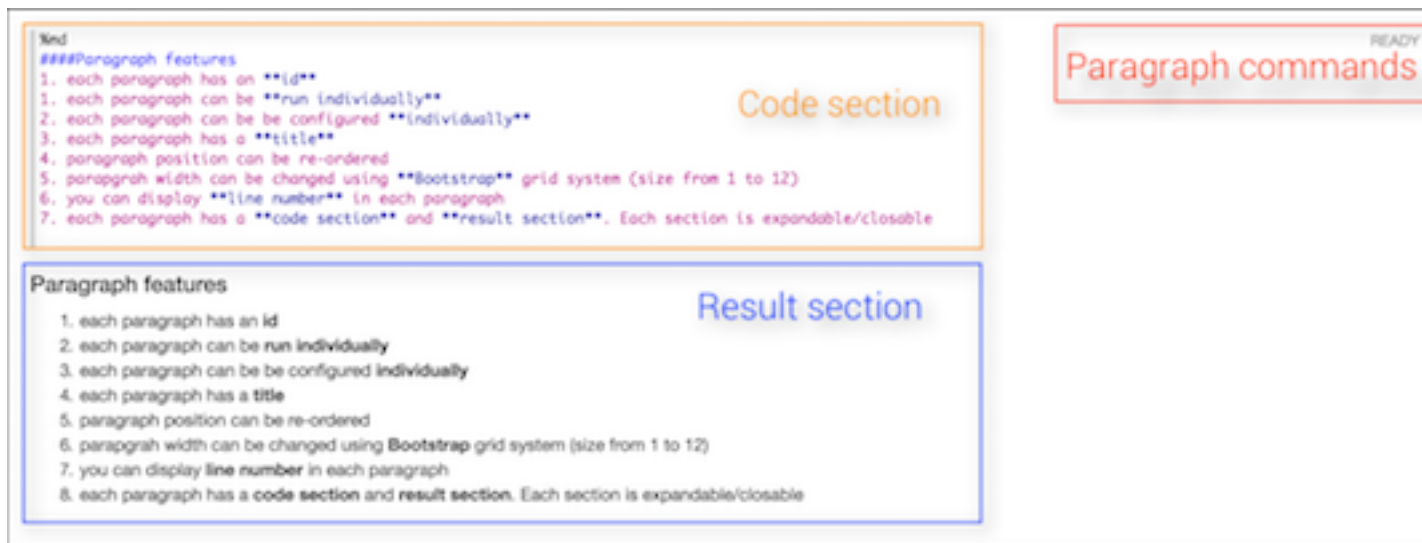 %md
####Paragraph features
1. each paragraph has an **id**
1. each paragraph can be **run individually**
2. each paragraph can be be configured **individually**
3. each paragraph has a **title**
4. paragraph position can be re-ordered
5. parapgrah width can be changed using **Bootstrap** grid system (size from 1 to 12)
6. you can display **line number** in each paragraph
7. each paragraph has a **code section** and **result section**. Each section is expandable/closable
Code section
READY
Paragraph commands
Paragraph features
Result section
1. each paragraph has an id
2. each paragraph can be run individually
3. each paragraph can be be configured individually
4. each paragraph has a title
5. paragraph position can be re-ordered
6. parapgrah width can be changed using Bootstrap grid system (size from 1 to 12)
7. you can display line number in each paragraph
8. each paragraph has a code section and result section. Each section is expandable/closable